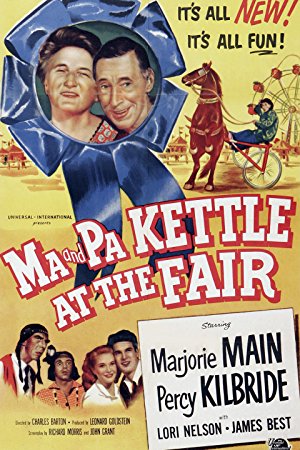 IT'S ALL NEW!
IT'S ALL FUN!
UNIVERSAL - INTERNATIONAL
presents
MA and PA KETTLE
AT THE FAIR
Starring
Marjorie MAIN
Percy KILBRIDE
with
LORI NELSON · JAMES BEST
Directed by CHARLES BARTON · Produced by LEONARD GOLDSTEIN
Screenplay by RICHARD MORRIS and JOHN GRANT